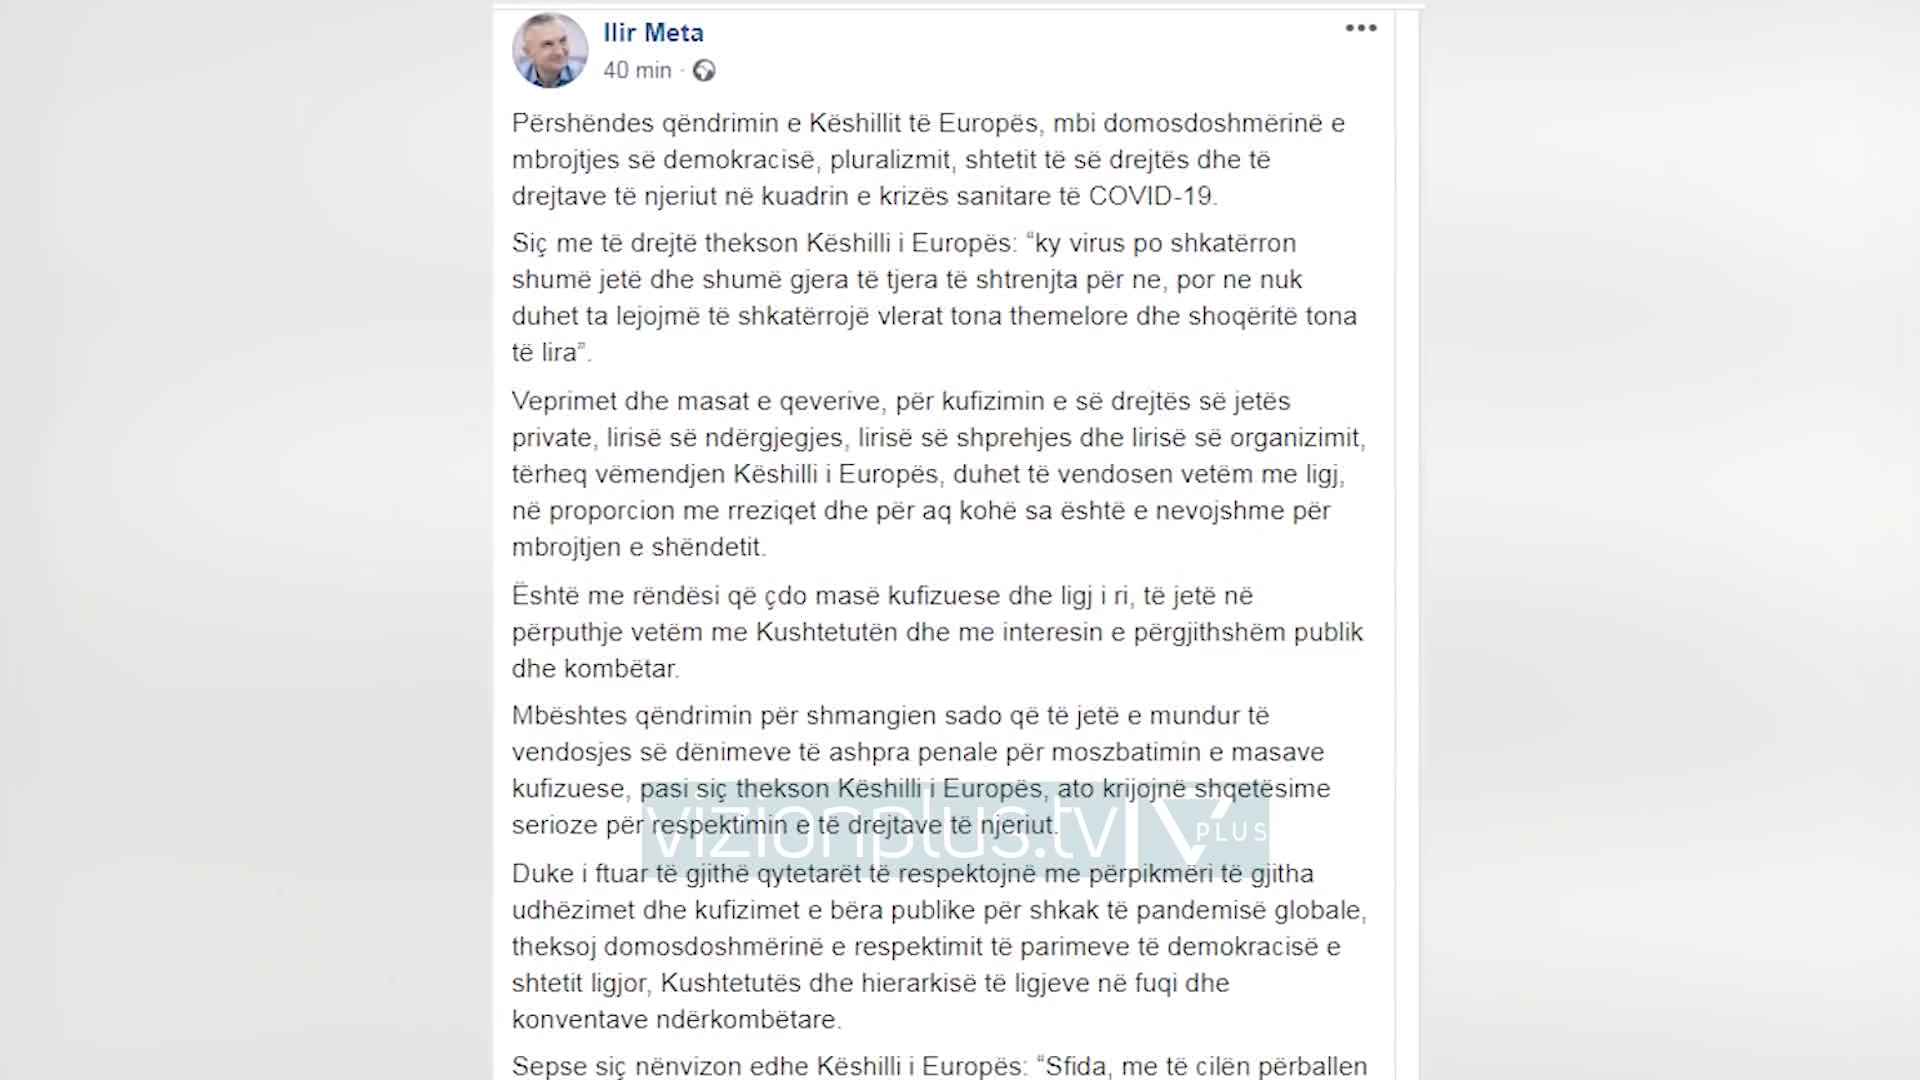 Ilir Meta
40 min ·
Përshëndes qëndrimin e Këshillit të Europës, mbi domosdoshmërinë e
mbrojtjes së demokracisë, pluralizmit, shtetit të së drejtës dhe të
drejtave të njeriut në kuadrin e krizës sanitare të COVID-19.
Siç me të drejtë thekson Këshilli i Europës: “ky virus po shkatërron
shumë jetë dhe shumë gjera të tjera të shtrenjta për ne, por ne nuk
duhet ta lejojmë të shkatërrojë vlerat tona themelore dhe shoqëritë tona
të lira”.
Veprimet dhe masat e qeverive, për kufizimin e së drejtës së jetës
private, lirisë së ndërgjegjes, lirisë së shprehjes dhe lirisë së organizimit,
tërheq vëmendjen Këshilli i Europës, duhet të vendosen vetëm me ligj,
në proporcion me rreziqet dhe për aq kohë sa është e nevojshme për
mbrojtjen e shëndetit.
Është me rëndësi që çdo masë kufizuese dhe ligj i ri, të jetë në
përputhje vetëm me Kushtetutën dhe me interesin e përgjithshëm publik
dhe kombëtar.
Mbështes qëndrimin për shmangien sado që të jetë e mundur të
vendosjes së dënimeve të ashpra penale për moszbatimin e masave
kufizuese, pasi siç thekson Këshilli i Europës, ato krijojnë shqetësime
serioze për respektimin e të drejtave të njeriut.
vizionplus.tv PLUS
Duke i ftuar të gjithë qytetarët të respektojnë me përpikmëri të gjitha
udhëzimet dhe kufizimet e bëra publike për shkak të pandemisë globale,
theksoj domosdoshmërinë e respektimit të parimeve të demokracisë e
shtetit ligjor, Kushtetutës dhe hierarkisë të ligjeve në fuqi dhe
konventave ndërkombëtare.
Sepse siç nënvizon edhe Këshilli i Europës: “Sfida, me të cilën përballen